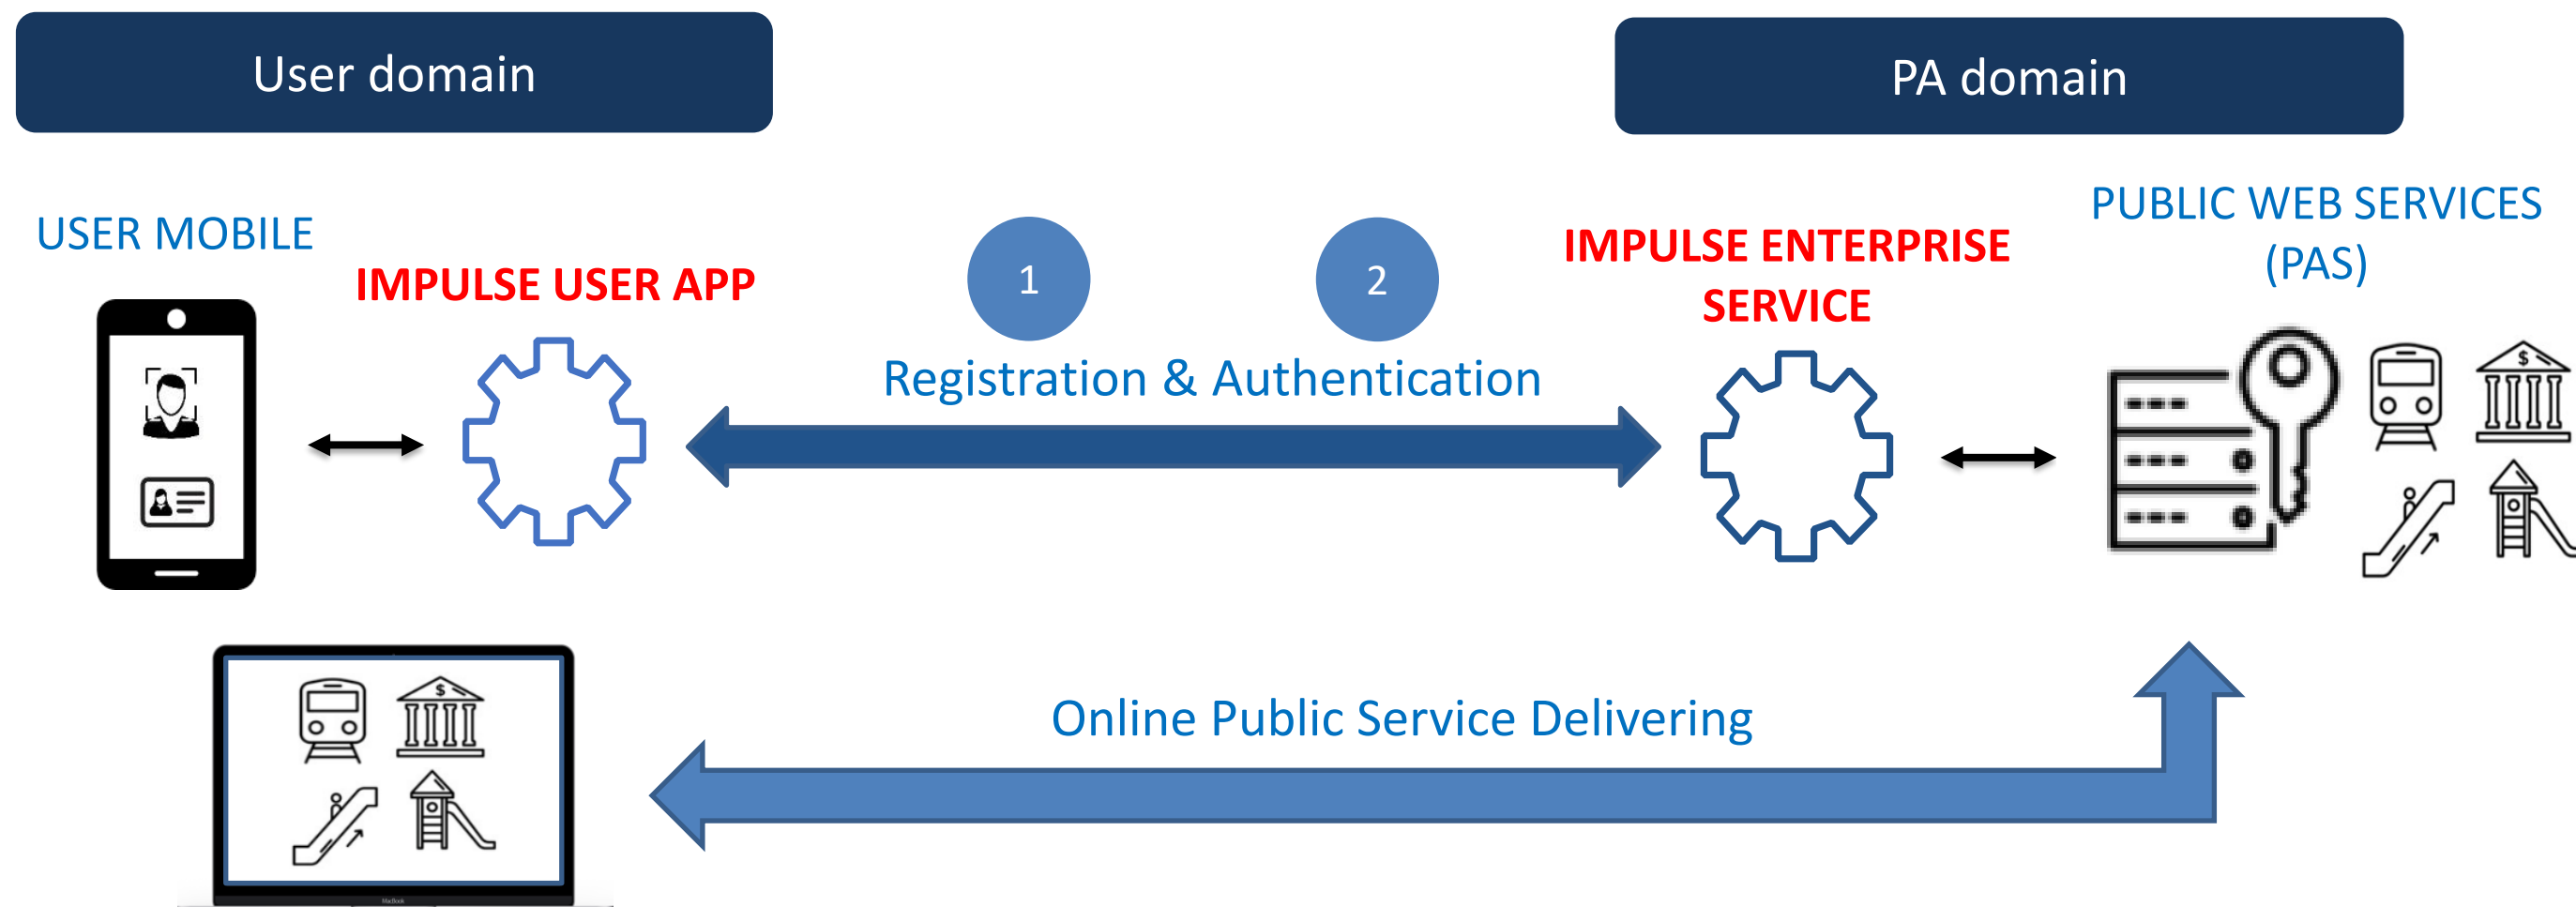 User domain
PA domain
USER MOBILE
IMPULSE USER APP
1
2
Registration & Authentication
IMPULSE ENTERPRISE
SERVICE
PUBLIC WEB SERVICES
(PAS)
$
Online Public Service Delivering
$
MacBook